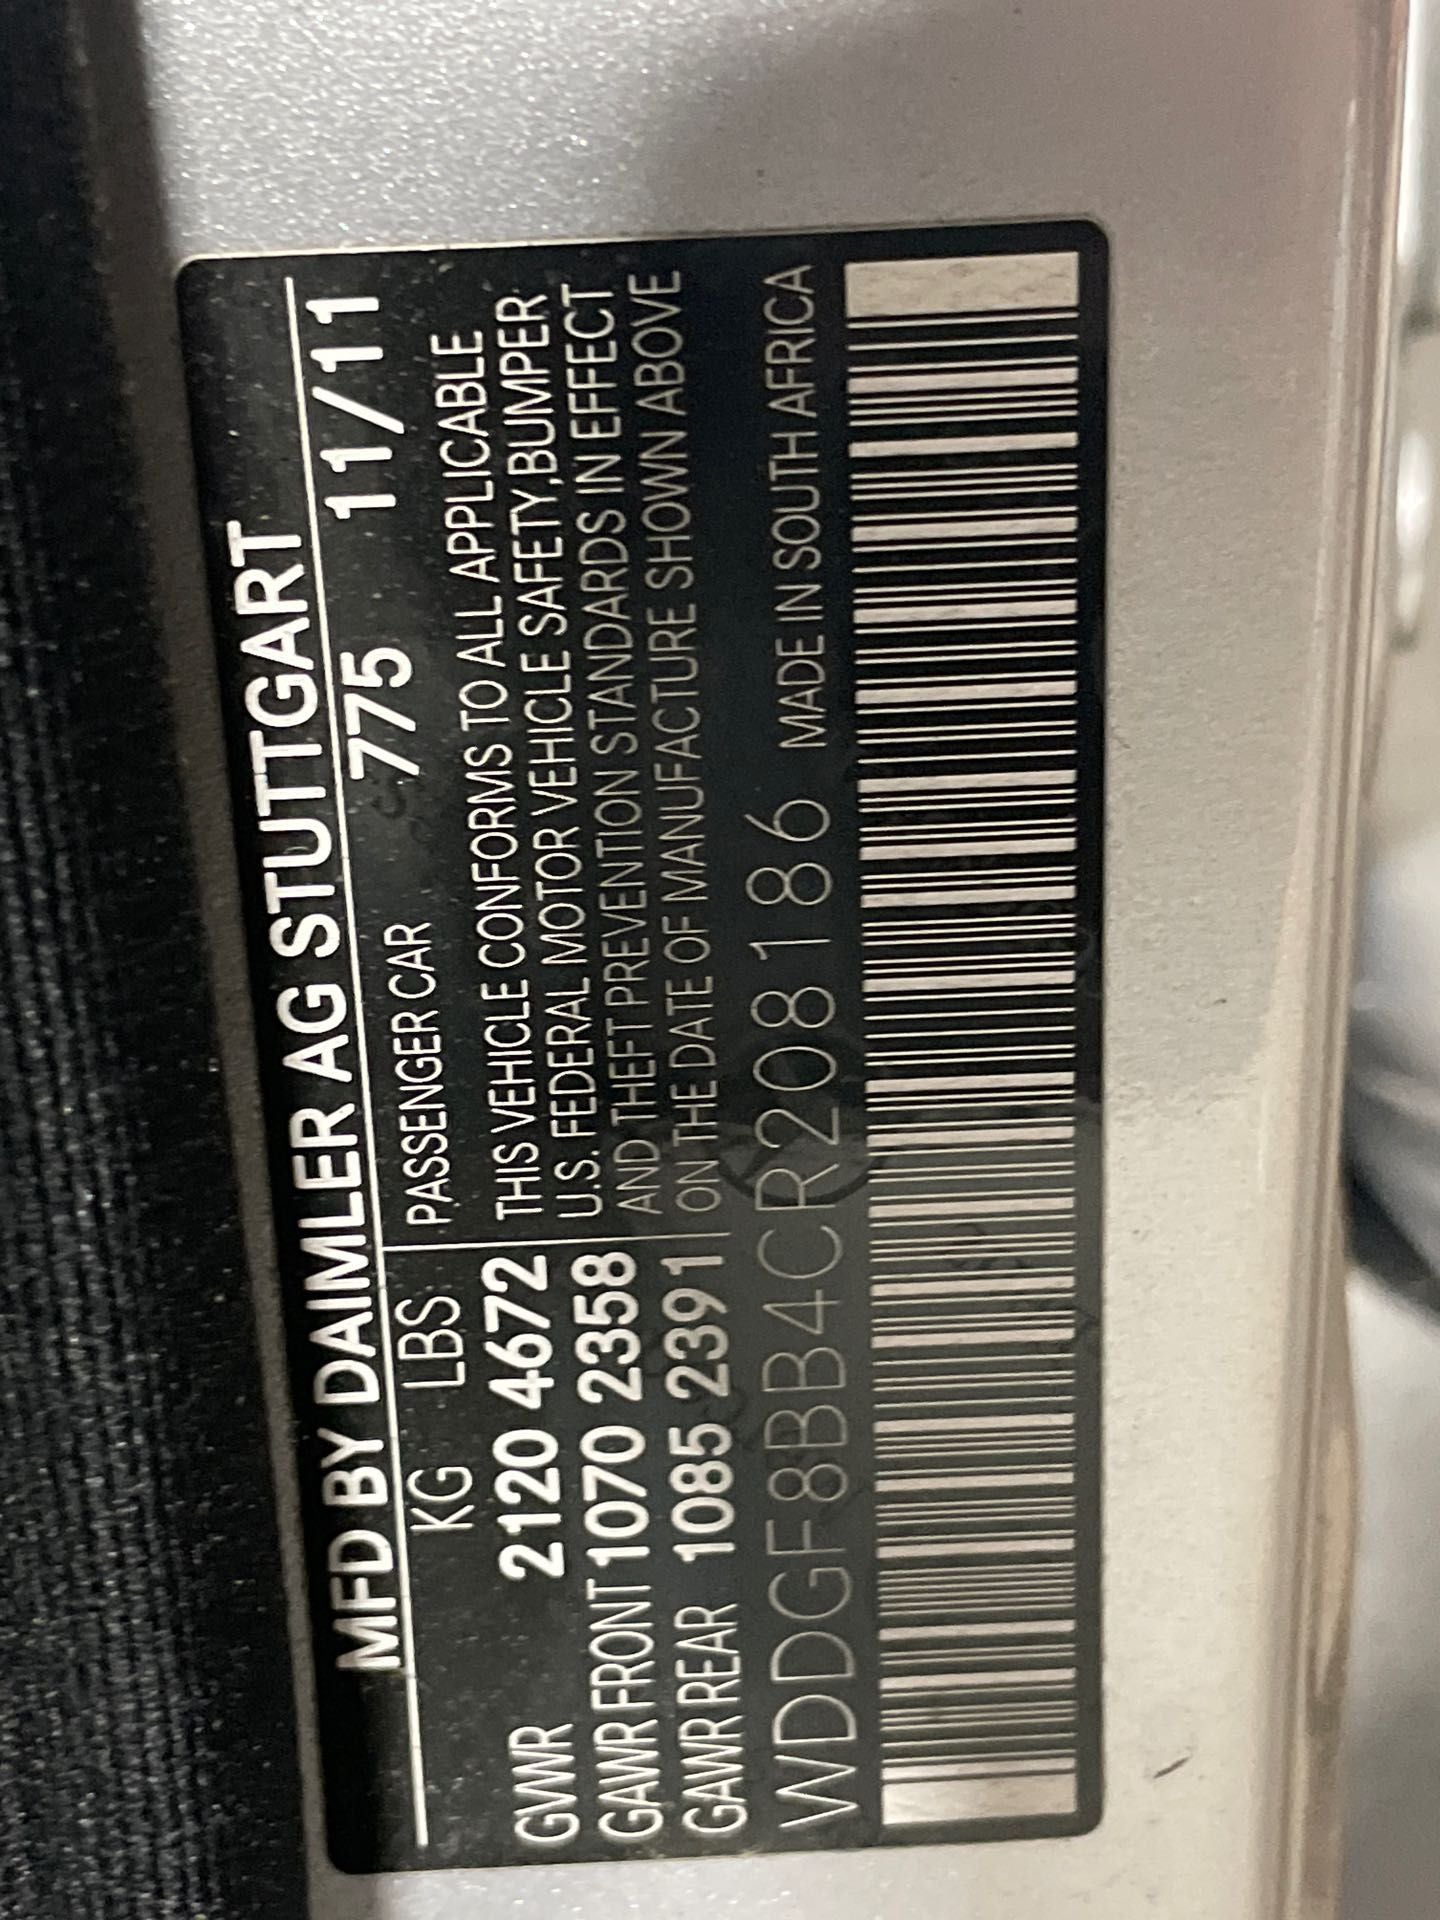 MFD BY DAIMLER AG STUTTGART
KG LBS PASSENGER CAR 775 11/11
GVWR 2120 4672 THIS VEHICLE CONFORMS TO ALL APPLICABLE
U.S. FEDERAL MOTOR VEHICLE SAFETY,BUMPER
GAWR FRONT 1070 2358 AND THEFT PREVENTION STANDARDS IN EFFECT
GAWR REAR 1085 2391 ON THE DATE OF MANUFACTURE SHOWN ABOVE
WDDGF8BB4CR208186 MADE IN SOUTH AFRICA